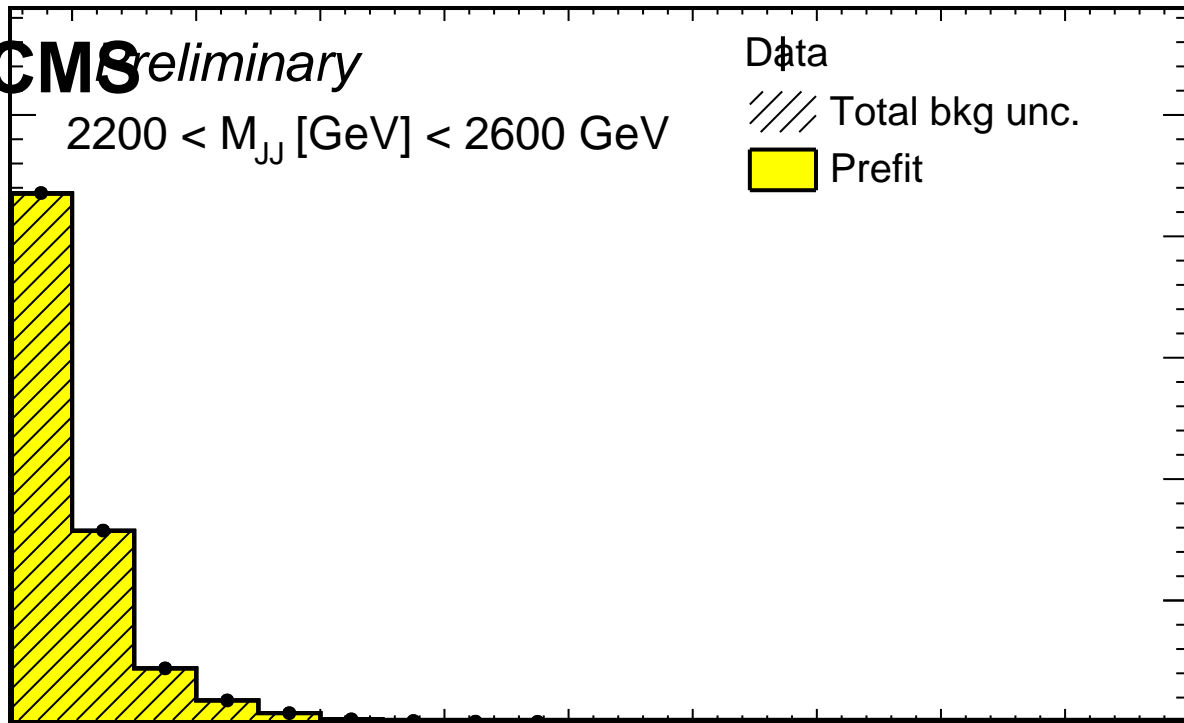 CMS Preliminary
2200 < M_JJ [GeV] < 2600 GeV
Data
Total bkg unc.
Prefit